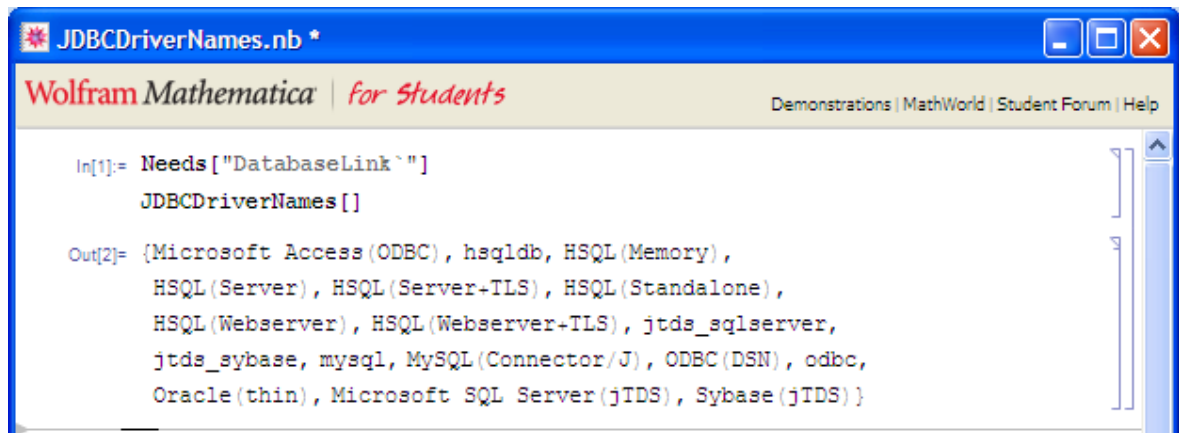 JDBCDriverNames.nb *
Wolfram Mathematica | for Students
Demonstrations | MathWorld | Student Forum | Help
In[1]:= Needs["DatabaseLink`"]
JDBCDriverNames[]
Out[2]= {Microsoft Access(ODBC), hsqldb, HSQL(Memory),
HSQL(Server), HSQL(Server+TLS), HSQL(Standalone),
HSQL(Webserver), HSQL(Webserver+TLS), jtds_sqlserver,
jtds_sybase, mysql, MySQL(Connector/J), ODBC(DSN), odbc,
Oracle(thin), Microsoft SQL Server(jTDS), Sybase(jTDS)}